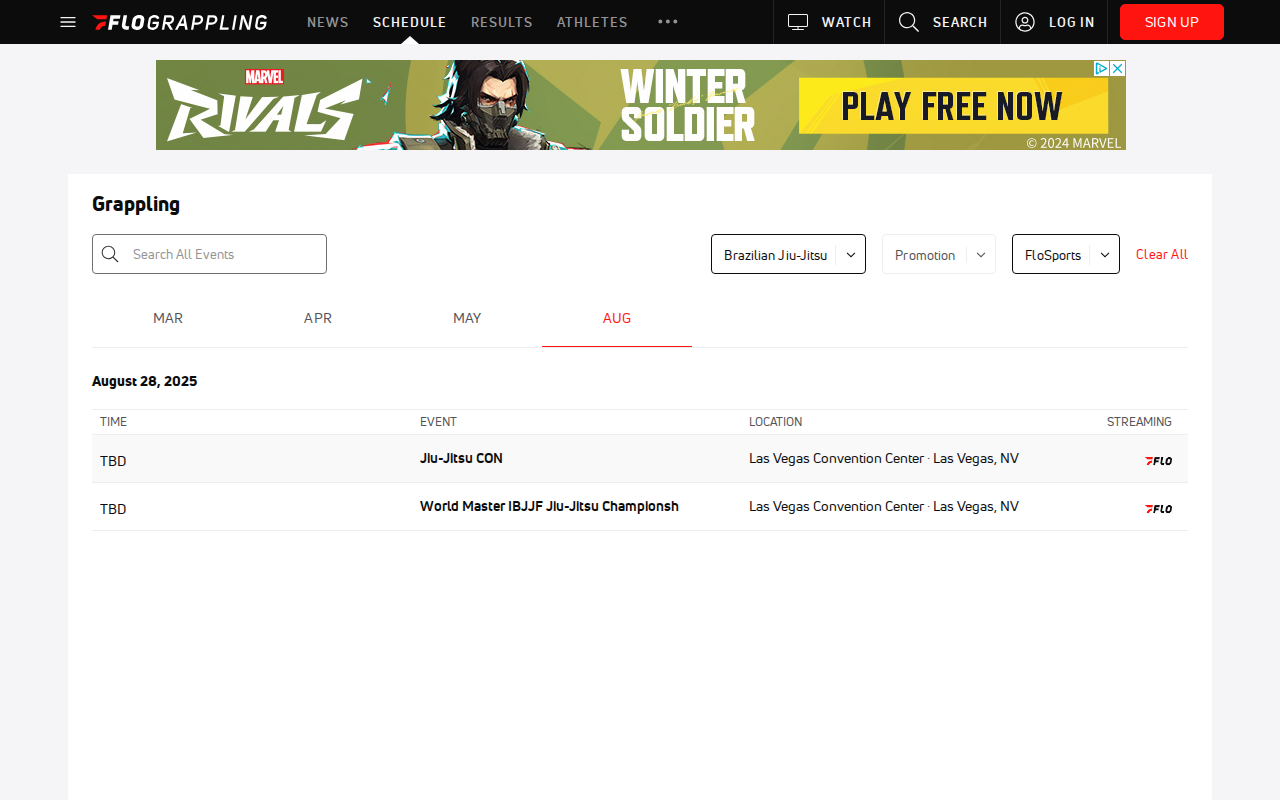 FLOGRAPPLING NEWS SCHEDULE RESULTS ATHLETES WATCH SEARCH LOG IN SIGN UP
MARVEL
RIVALS
WINTER
SOLDIER
PLAY FREE NOW
© 2024 MARVEL
Grappling
Search All Events Brazilian Jiu-Jitsu Promotion FloSports Clear All
MAR APR MAY AUG
August 28, 2025
TIME EVENT LOCATION STREAMING
TBD Jiu-Jitsu CON Las Vegas Convention Center · Las Vegas, NV FLO
TBD World Master IBJJF Jiu-Jitsu Championsh Las Vegas Convention Center · Las Vegas, NV FLO